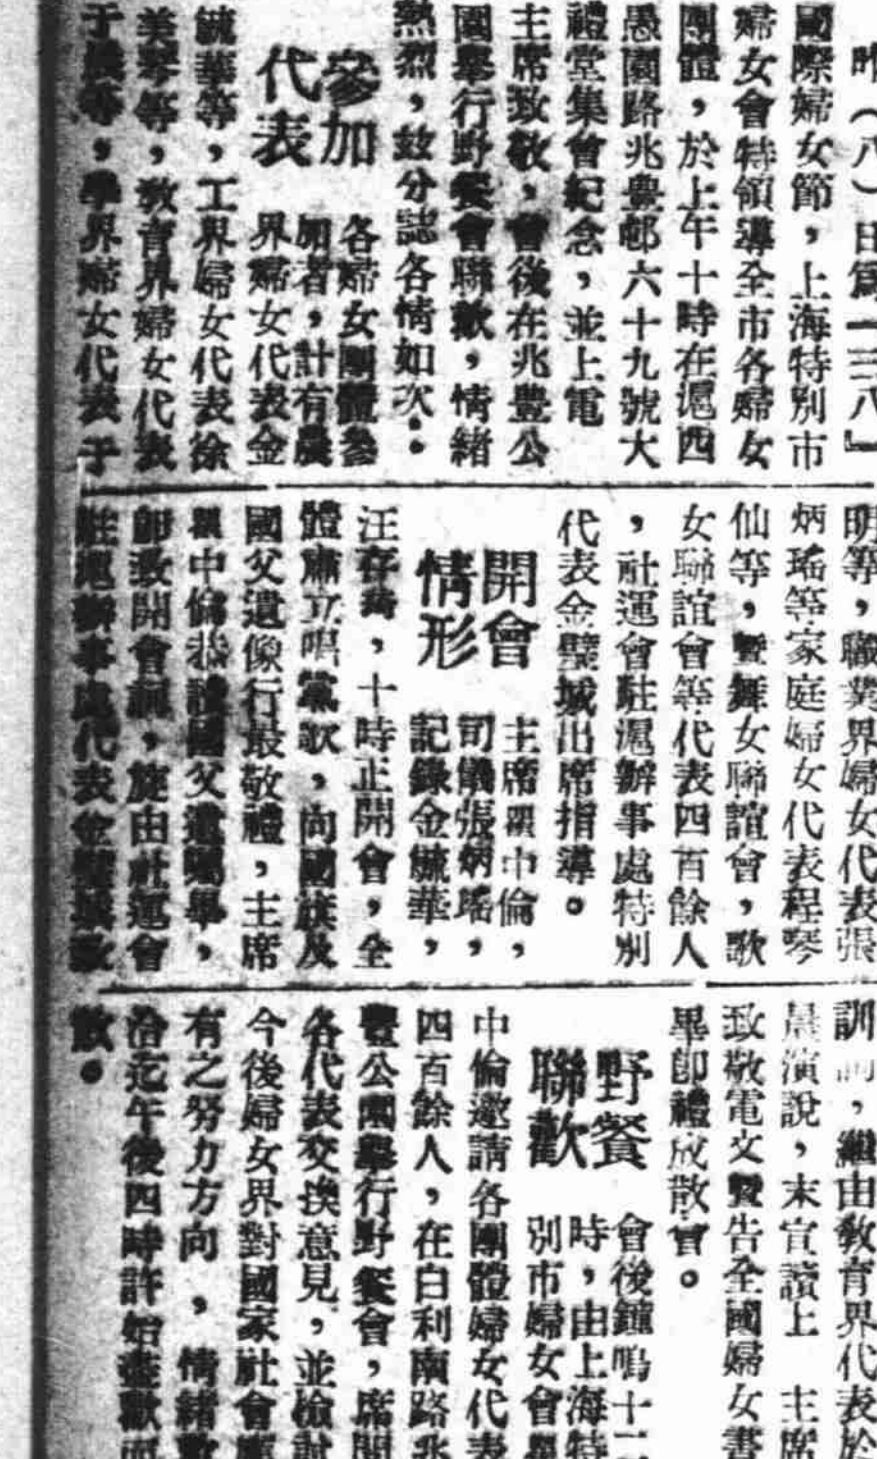 昨（八）日爲「三八」
國際婦女節，上海特別市
婦女會特領導全市各婦女
團體，於上午十時在滬西
愚園路兆豐邨六十九號大
禮堂集會紀念，並上電
主席致敬，會後在兆豐公
園舉行野餐會聯歡，情緒
熱烈，茲分誌各情如次：
參加
代表
各婦女團體參
加者，計有農
界婦女代表金
毓華等，工界婦女代表徐
美琴等，教育界婦女代表
于晨等，學界婦女代表于
明等，職業界婦女代表張
炳瑤等家庭婦女代表程琴
仙等，暨舞女聯誼會，歌
女聯誼會等代表四百餘人
，社運會駐滬辦事處特別
代表金璧城出席指導。
開會
情形
主席翟中倫，
司儀張炳瑤，
記錄金毓華，
汪存，十時正開會，全
體肅立唱黨歌，向國旗及
國父遺像行最敬禮，主席
翟中倫恭讀國父遺囑畢，
卽致開會詞，旋由社運會
駐滬辦事處代表金璧城致
訓詞，繼由教育界代表於
晨演說，末宣讀上　主席
致敬電文暨告全國婦女書
畢卽禮成散會。
野餐
聯歡
會後鐘鳴十二
時，由上海特
別市婦女會
中倫邀請各團體婦女代表
四百餘人，在白利南路兆
豐公園舉行野餐會，席間
各代表交換意見，並檢討
今後婦女界對國家社會應
有之努力方向，情緒歡
洽迄午後四時許始盡歡而
散。